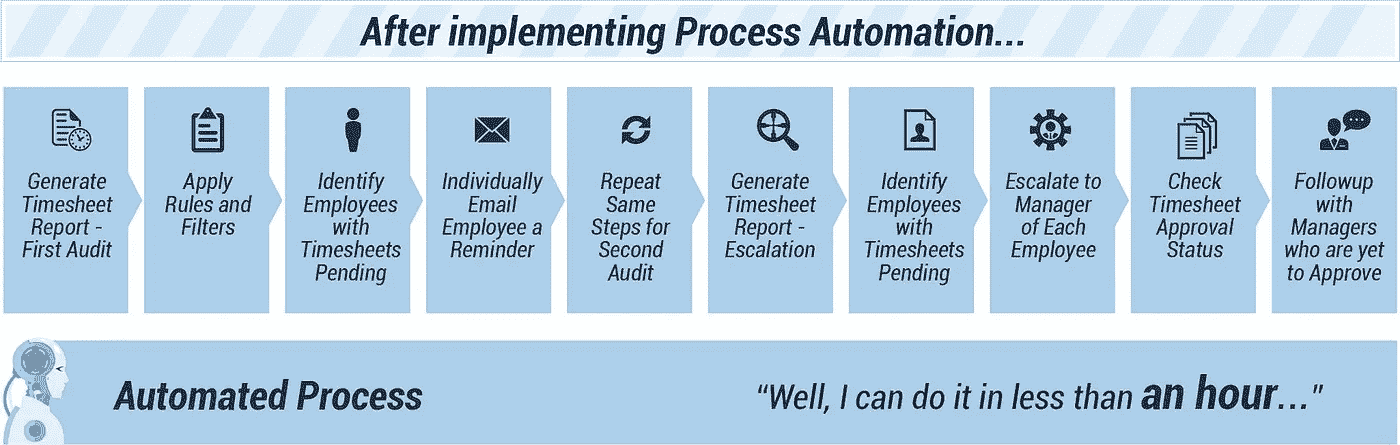 After implementing Process Automation...
Generate
Timesheet
Report -
First Audit
Apply
Rules and
Filters
Identify
Employees
with
Timesheets
Pending
Individually
Email
Employee a
Reminder
Repeat
Same
Steps for
Second
Audit
Generate
Timesheet
Report -
Escalation
Identify
Employees
with
Timesheets
Pending
Escalate to
Manager
of Each
Employee
Check
Timesheet
Approval
Status
Followup
with
Managers
who are yet
to Approve
Automated Process
“Well, I can do it in less than an hour...”